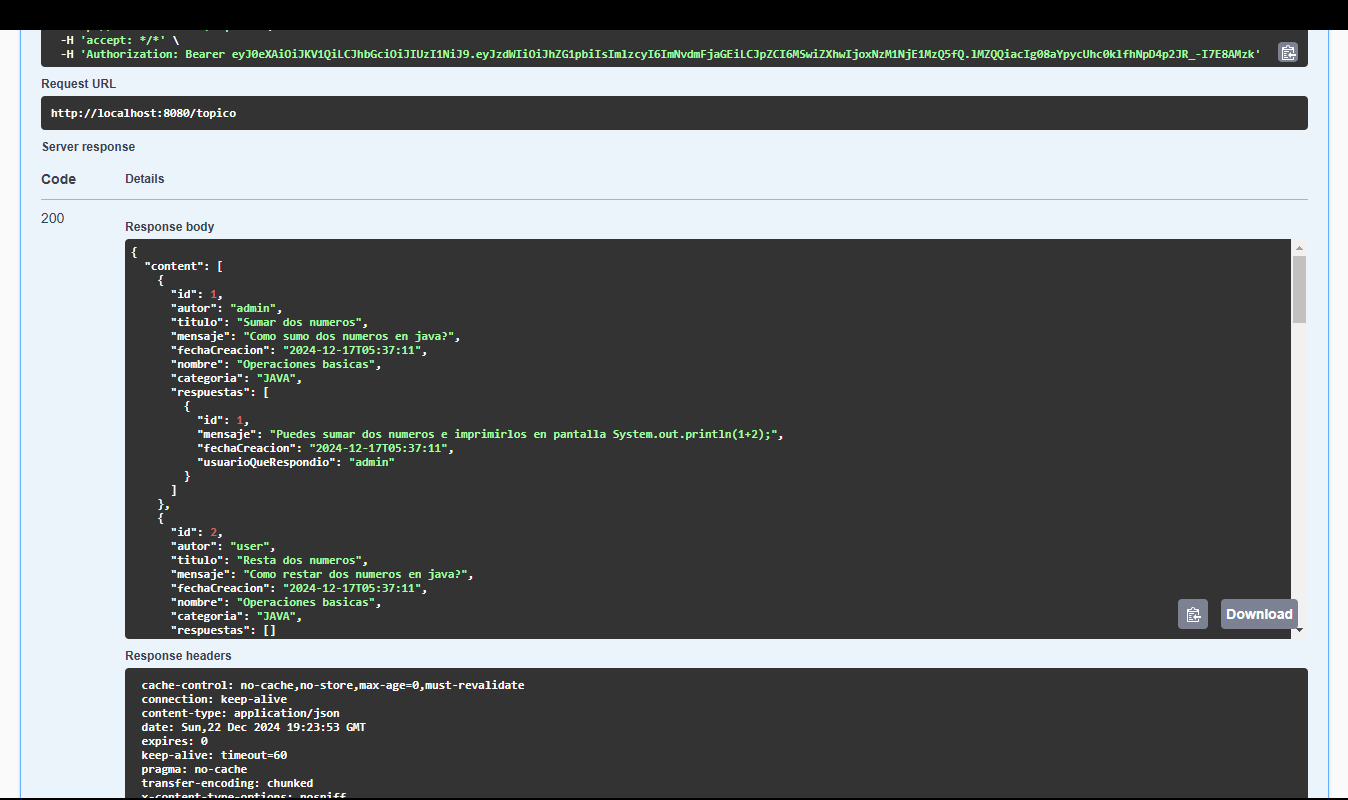 -H 'accept: */*' \
-H 'Authorization: Bearer eyJ0eXAiOiJKV1QiLCJhbGciOiJIUzI1NiJ9.eyJzdWIiOiJhZG1pbiIsImlzcyI6ImNvdmFjaGEiLCJpZCI6MSwiZXhwIjoxNzM1NjE1MzQ5fQ.lMZQQiacIg08aYpycUhc0klfhNpD4p2JR_-I7E8AMzk'
Request URL
http://localhost:8080/topico
Server response
Code Details
200
Response body
{
"content": [
{
"id": 1,
"autor": "admin",
"titulo": "Sumar dos numeros",
"mensaje": "Como sumo dos numeros en java?",
"fechaCreacion": "2024-12-17T05:37:11",
"nombre": "Operaciones basicas",
"categoria": "JAVA",
"respuestas": [
{
"id": 1,
"mensaje": "Puedes sumar dos numeros e imprimirlos en pantalla System.out.println(1+2);",
"fechaCreacion": "2024-12-17T05:37:11",
"usuarioQueRespondio": "admin"
}
]
},
{
"id": 2,
"autor": "user",
"titulo": "Resta dos numeros",
"mensaje": "Como restar dos numeros en java?",
"fechaCreacion": "2024-12-17T05:37:11",
"nombre": "Operaciones basicas",
"categoria": "JAVA",
"respuestas": []
Download
Response headers
cache-control: no-cache,no-store,max-age=0,must-revalidate
connection: keep-alive
content-type: application/json
date: Sun,22 Dec 2024 19:23:53 GMT
expires: 0
keep-alive: timeout=60
pragma: no-cache
transfer-encoding: chunked
x-content-type-options: nosniff